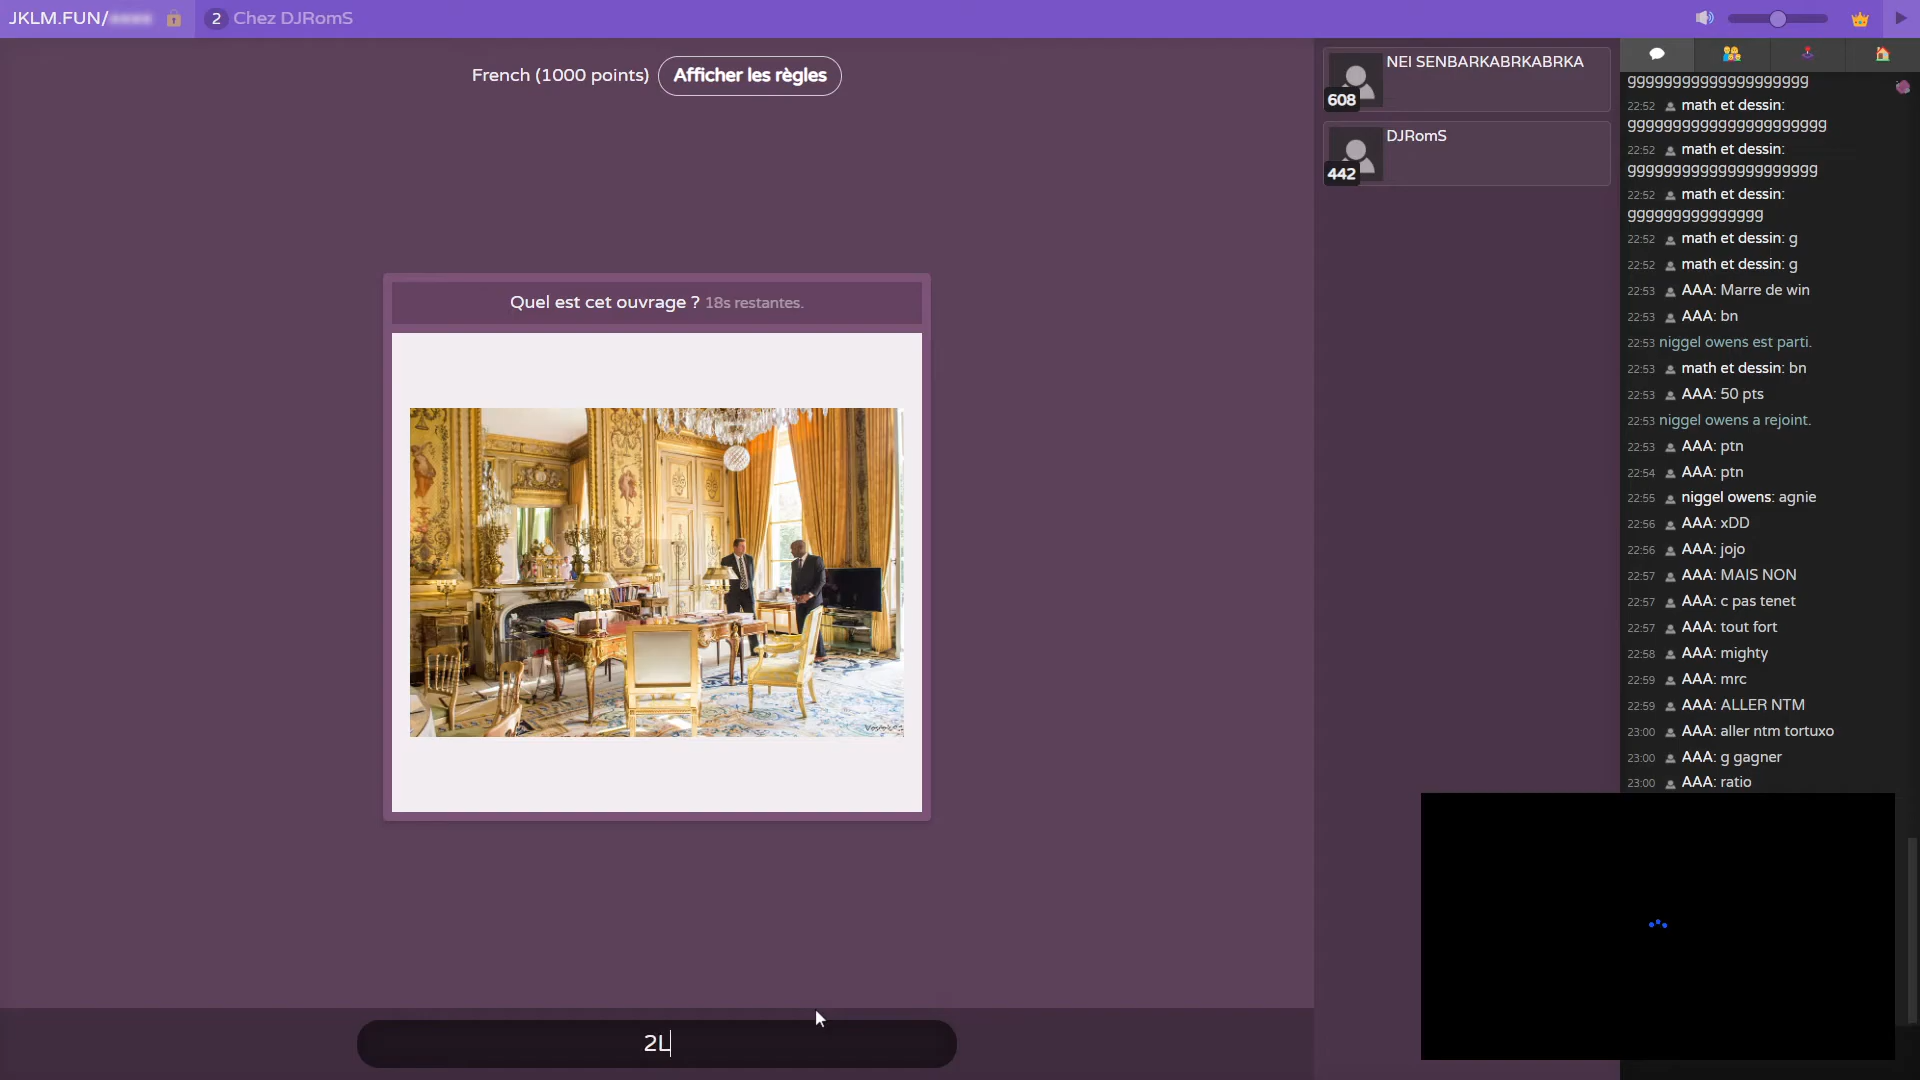 JKLM.FUN/
2 Chez DJRomS
French (1000 points) Afficher les règles
Quel est cet ouvrage ? 18s restantes.
2L
NEI SENBARKABRKABRKA
608
DJRomS
442
gggggggggggggggggggg
22:52 math et dessin:
gggggggggggggggggggggg
22:52 math et dessin:
ggggggggggggggggggggg
22:52 math et dessin:
ggggggggggggggg
22:52 math et dessin: g
22:52 math et dessin: g
22:53 AAA: Marre de win
22:53 AAA: bn
22:53 niggel owens est parti.
22:53 math et dessin: bn
22:53 AAA: 50 pts
22:53 niggel owens a rejoint.
22:53 AAA: ptn
22:54 AAA: ptn
22:55 niggel owens: agnie
22:56 AAA: xDD
22:56 AAA: jojo
22:57 AAA: MAIS NON
22:57 AAA: c pas tenet
22:57 AAA: tout fort
22:58 AAA: mighty
22:59 AAA: mrc
22:59 AAA: ALLER NTM
23:00 AAA: aller ntm tortuxo
23:00 AAA: g gagner
23:00 AAA: ratio